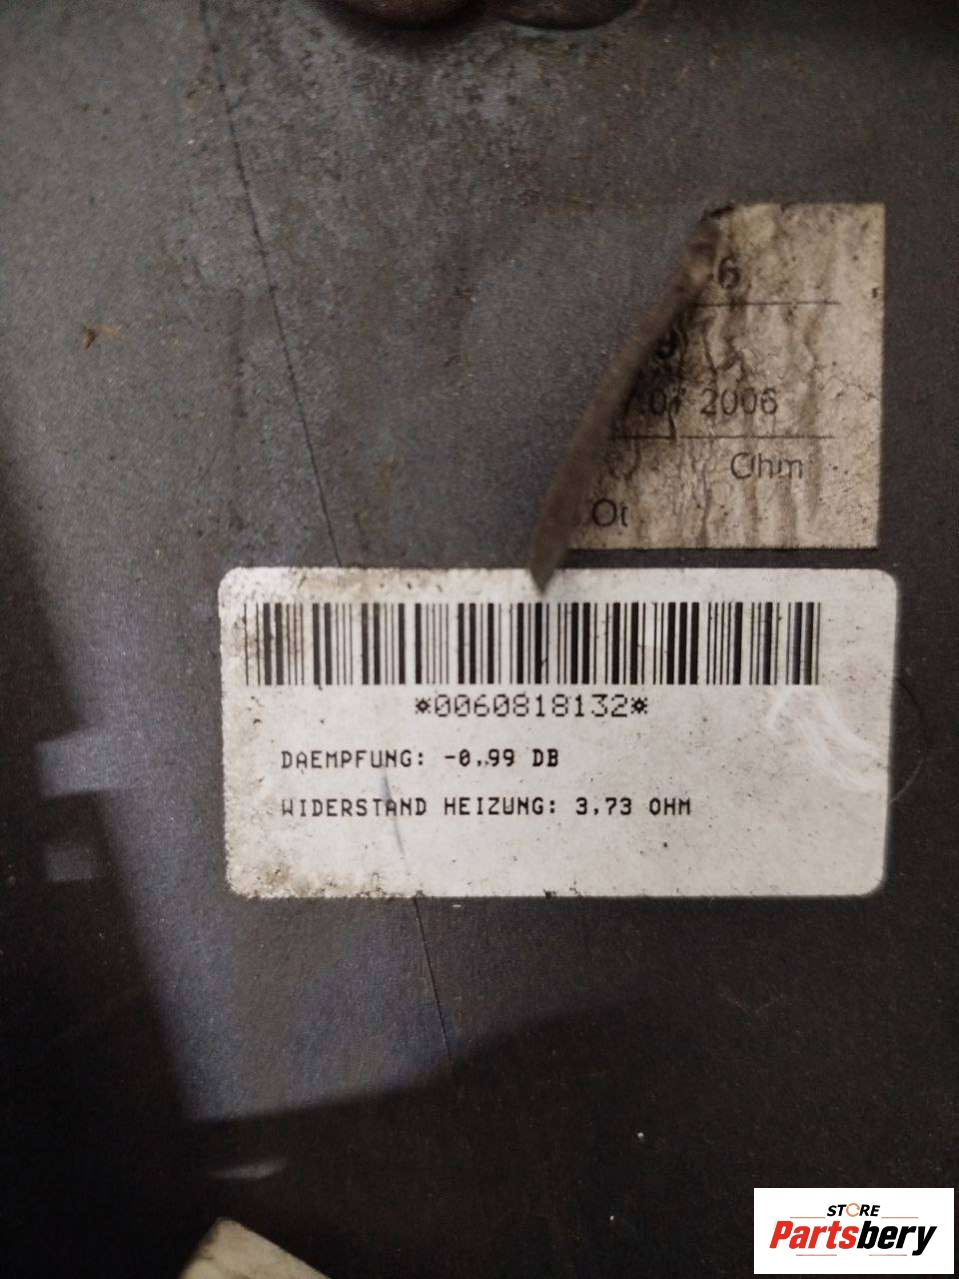 6
.07 2006
Ohm
*0060818132*
DAEMPFUNG: -0,99 DB
WIDERSTAND HEIZUNG: 3,73 OHM
STORE
Partsbery